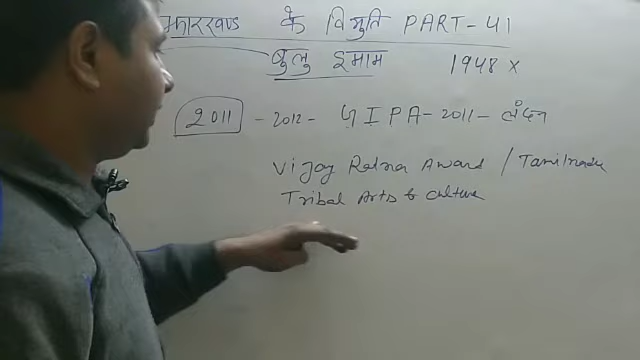 झारखण्ड के विभुति PART-41
बुलु इमाम 1948 x
2011 - 2012 - GIPA - 2011 - लंदन
Vijay Ratna Award / Tamilnadu
Tribal Arts & culture